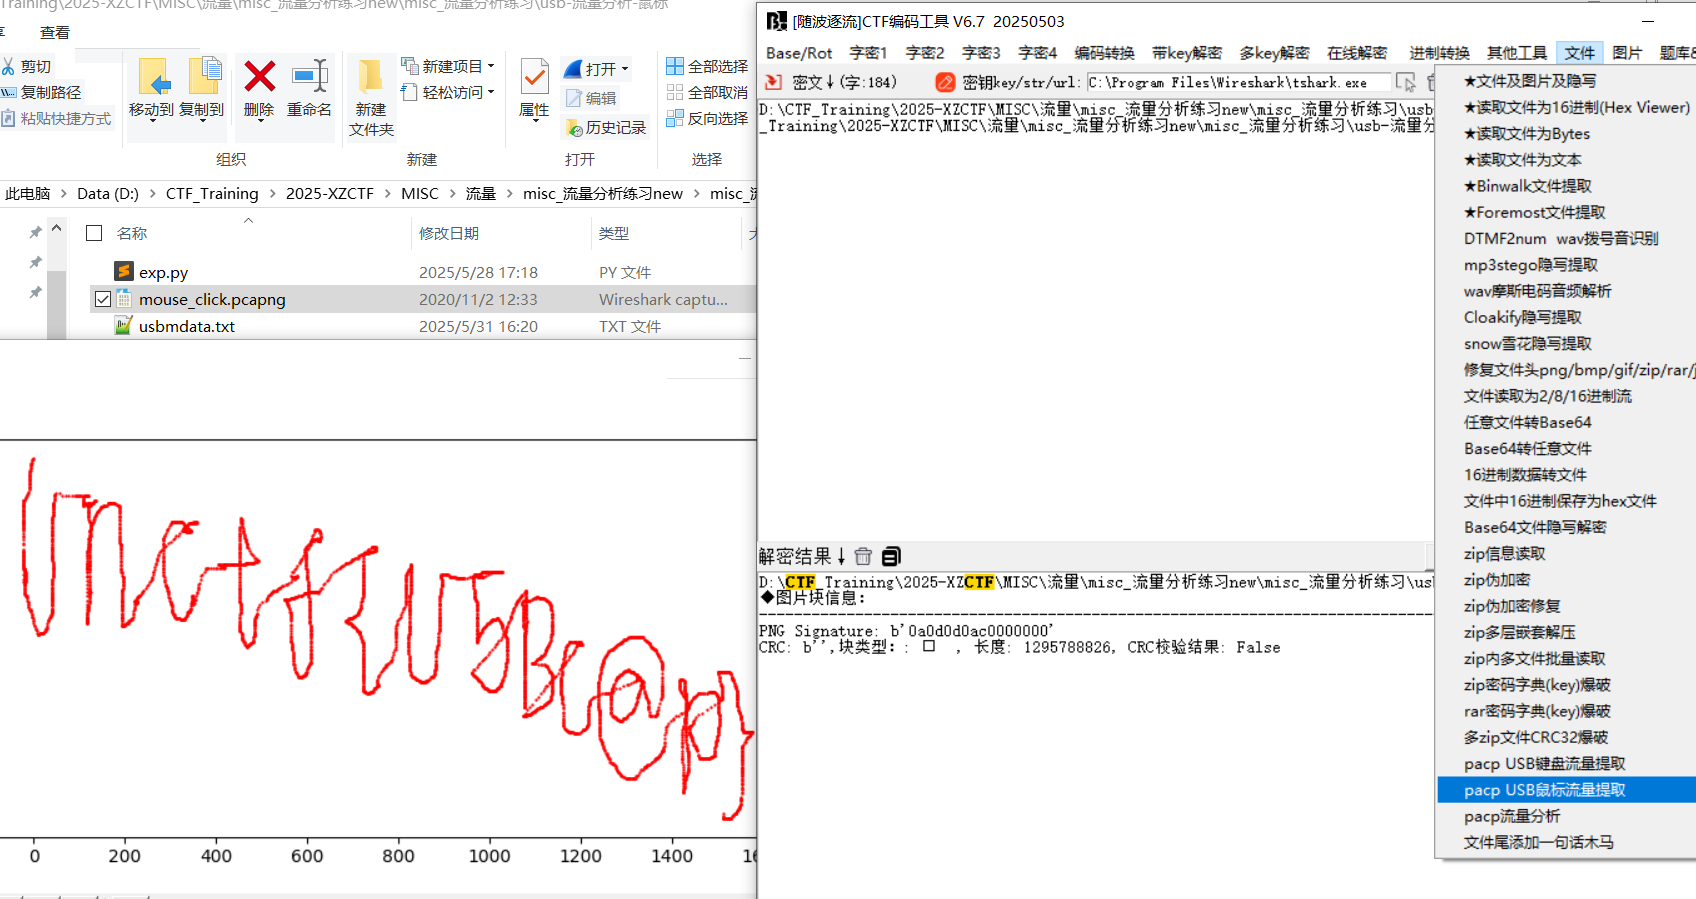 Training\2025-XZCTF\MISC\流量\misc_流量分析练习new\misc_流量分析练习\usb-流量分析-鼠标
查看
剪切
复制路径
粘贴快捷方式
移动到
复制到
删除
重命名
新建
文件夹
新建项目
轻松访问
属性
打开
编辑
历史记录
全部选择
全部取消
反向选择
组织
新建
打开
选择
此电脑 > Data (D:) > CTF_Training > 2025-XZCTF > MISC > 流量 > misc_流量分析练习new > misc_
名称 修改日期 类型
exp.py 2025/5/28 17:18 PY 文件
mouse_click.pcapng 2020/11/2 12:33 Wireshark captu...
usbmdata.txt 2025/5/31 16:20 TXT 文件
0 200 400 600 800 1000 1200 1400
[随波逐流]CTF编码工具 V6.7 20250503
Base/Rot 字密1 字密2 字密3 字密4 编码转换 带key解密 多key解密 在线解密 进制转换 其他工具 文件 图片
密文↓(字:184) 密钥key/str/url: C:\Program Files\Wireshark\tshark.exe
D:\CTF_Training\2025-XZCTF\MISC\流量\misc_流量分析练习new\misc_流量分析练习\usb
_Training\2025-XZCTF\MISC\流量\misc_流量分析练习new\misc_流量分析练习\usb-流量分
解密结果↓
D:\CTF_Training\2025-XZCTF\MISC\流量\misc_流量分析练习new\misc_流量分析练习\us
◆图片块信息:
PNG Signature: b'0a0d0d0ac0000000'
CRC: b'',块类型: : 口 , 长度: 1295788826, CRC校验结果: False
★文件及图片及隐写
★读取文件为16进制(Hex Viewer)
★读取文件为Bytes
★读取文件为文本
★Binwalk文件提取
★Foremost文件提取
DTMF2num wav拨号音识别
mp3stego隐写提取
wav摩斯电码音频解析
Cloakify隐写提取
snow雪花隐写提取
修复文件头png/bmp/gif/zip/rar/
文件读取为2/8/16进制流
任意文件转Base64
Base64转任意文件
16进制数据转文件
文件中16进制保存为hex文件
Base64文件隐写解密
zip信息读取
zip伪加密
zip伪加密修复
zip多层嵌套解压
zip内多文件批量读取
zip密码字典(key)爆破
rar密码字典(key)爆破
多zip文件CRC32爆破
pacp USB键盘流量提取
pacp USB鼠标流量提取
pacp流量分析
文件尾添加一句话木马